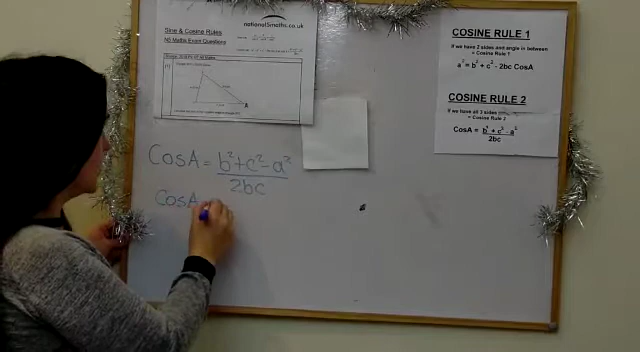 national5maths.co.uk
Sine & Cosine Rules
N5 Maths Exam Questions
CosA = b²+c²-a²
2bc
CosA
COSINE RULE 1
If we have 2 sides and angle in between
= Cosine Rule 1
a² = b² + c² - 2bc CosA
COSINE RULE 2
If we have all 3 sides
= Cosine Rule 2
CosA = b² + c² - a²
2bc